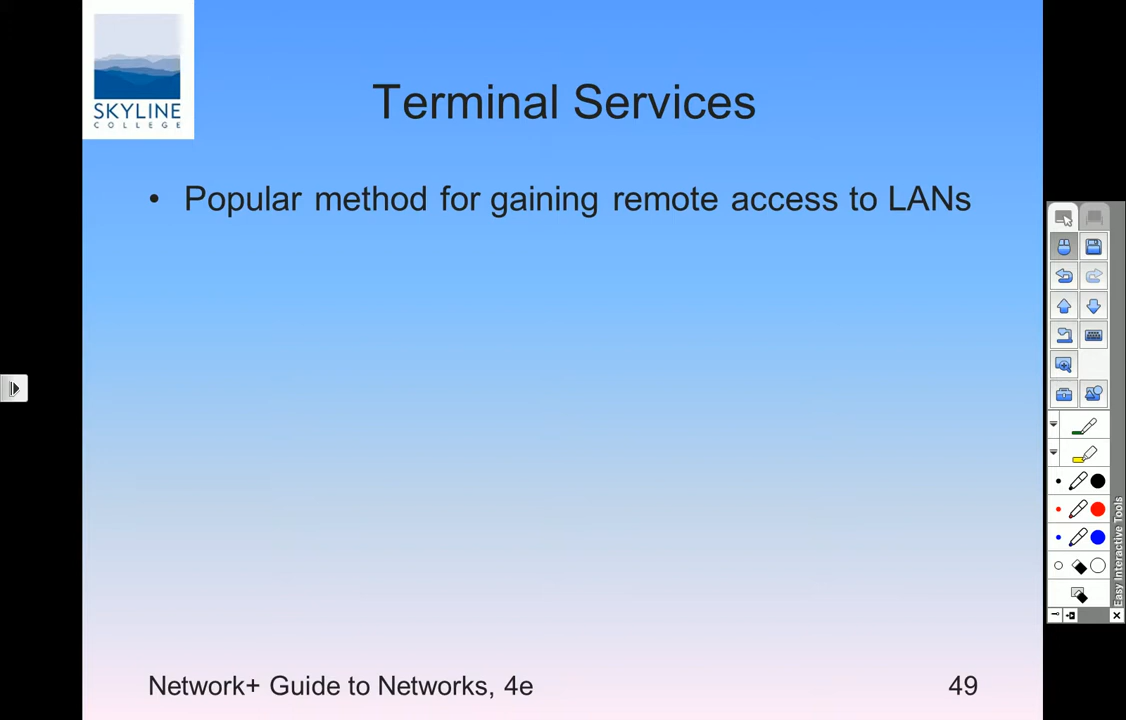 SKYLINE
COLLEGE
Terminal Services
• Popular method for gaining remote access to LANs
Easy Interactive Tools
Network+ Guide to Networks, 4e
49